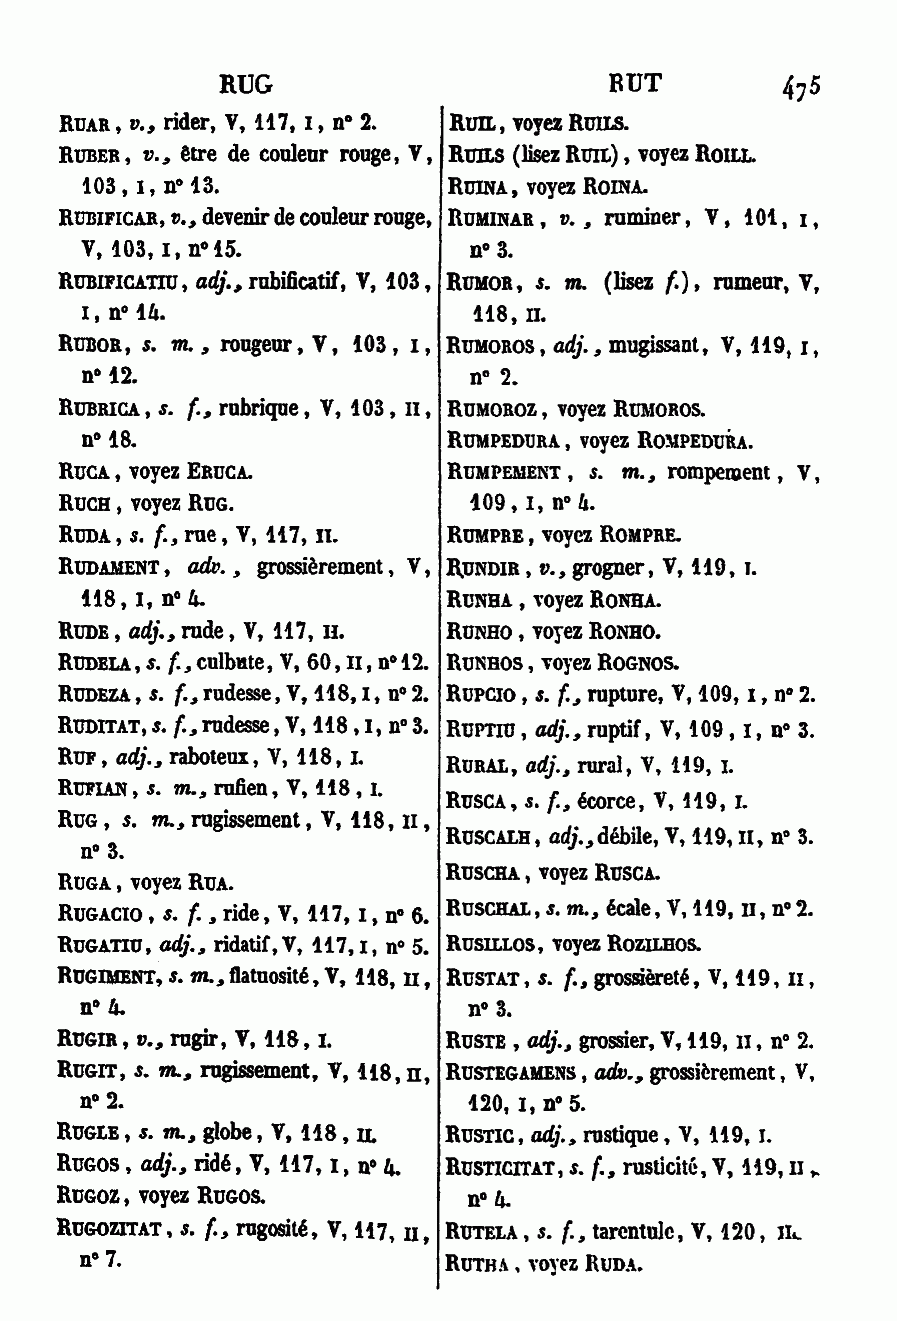 RUG
RUT
475
RUAR, v., rider, V, 117, I, n° 2.
RUBER, v., être de couleur rouge, V,
103, I, n° 13.
RUBIFICAR, v., devenir de couleur rouge,
V, 103, I, n° 15.
RUBIFICATIU, adj., rubificatif, V, 103,
I, n° 14.
RUBOR, s. m., rougeur, V, 103, I,
n° 12.
RUBRICA, s. f., rubrique, V, 103, II,
n° 18.
RUCA, voyez ERUCA.
RUCH, voyez RUG.
RUDA, s. f., rue, V, 117, II.
RUDAMENT, adv., grossièrement, V,
118, I, n° 4.
RUDE, adj., rude, V, 117, II.
RUDELA, s. f., culbute, V, 60, II, n° 12.
RUDEZA, s. f., rudesse, V, 118, I, n° 2.
RUDITAT, s. f., rudesse, V, 118, I, n° 3.
RUF, adj., raboteux, V, 118, I.
RUFIAN, s. m., rufien, V, 118, I.
RUG, s. m., rugissement, V, 118, II,
n° 3.
RUGA, voyez RUA.
RUGACIO, s. f., ride, V, 117, I, n° 6.
RUGATIU, adj., ridatif, V, 117, I, n° 5.
RUGIMENT, s. m., flatuosité, V, 118, II,
n° 4.
RUGIR, v., rugir, V, 118, I.
RUGIT, s. m., rugissement, V, 118, II,
n° 2.
RUGLE, s. m., globe, V, 118, II.
RUGOS, adj., ridé, V, 117, I, n° 4.
RUGOZ, voyez RUGOS.
RUGOZITAT, s. f., rugosité, V, 117, II,
n° 7.
RUIL, voyez RUILS.
RUILS (lisez RUIL), voyez ROILL.
RUINA, voyez ROINA.
RUMINAR, v., ruminer, V, 101, I,
n° 3.
RUMOR, s. m. (lisez f.), rumeur, V,
118, II.
RUMOROS, adj., mugissant, V, 119, I,
n° 2.
RUMOROZ, voyez RUMOROS.
RUMPEDURA, voyez ROMPEDURA.
RUMPEMENT, s. m., rompement, V,
109, I, n° 4.
RUMPRE, voyez ROMPRE.
RUNDIR, v., grogner, V, 119, I.
RUNHA, voyez RONHA.
RUNHO, voyez RONHO.
RUNHOS, voyez ROGNOS.
RUPCIO, s. f., rupture, V, 109, I, n° 2.
RUPTIU, adj., ruptif, V, 109, I, n° 3.
RURAL, adj., rural, V, 119, I.
RUSCA, s. f., écorce, V, 119, I.
RUSCALH, adj., débile, V, 119, II, n° 3.
RUSCHA, voyez RUSCA.
RUSCHAL, s. m., écale, V, 119, II, n° 2.
RUSILLOS, voyez ROZILHOS.
RUSTAT, s. f., grossièreté, V, 119, II,
n° 3.
RUSTE, adj., grossier, V, 119, II, n° 2.
RUSTEGAMENS, adv., grossièrement, V,
120, I, n° 5.
RUSTIC, adj., rustique, V, 119, I.
RUSTICITAT, s. f., rusticité, V, 119, II,
n° 4.
RUTELA, s. f., tarentule, V, 120, II.
RUTHA, voyez RUDA.